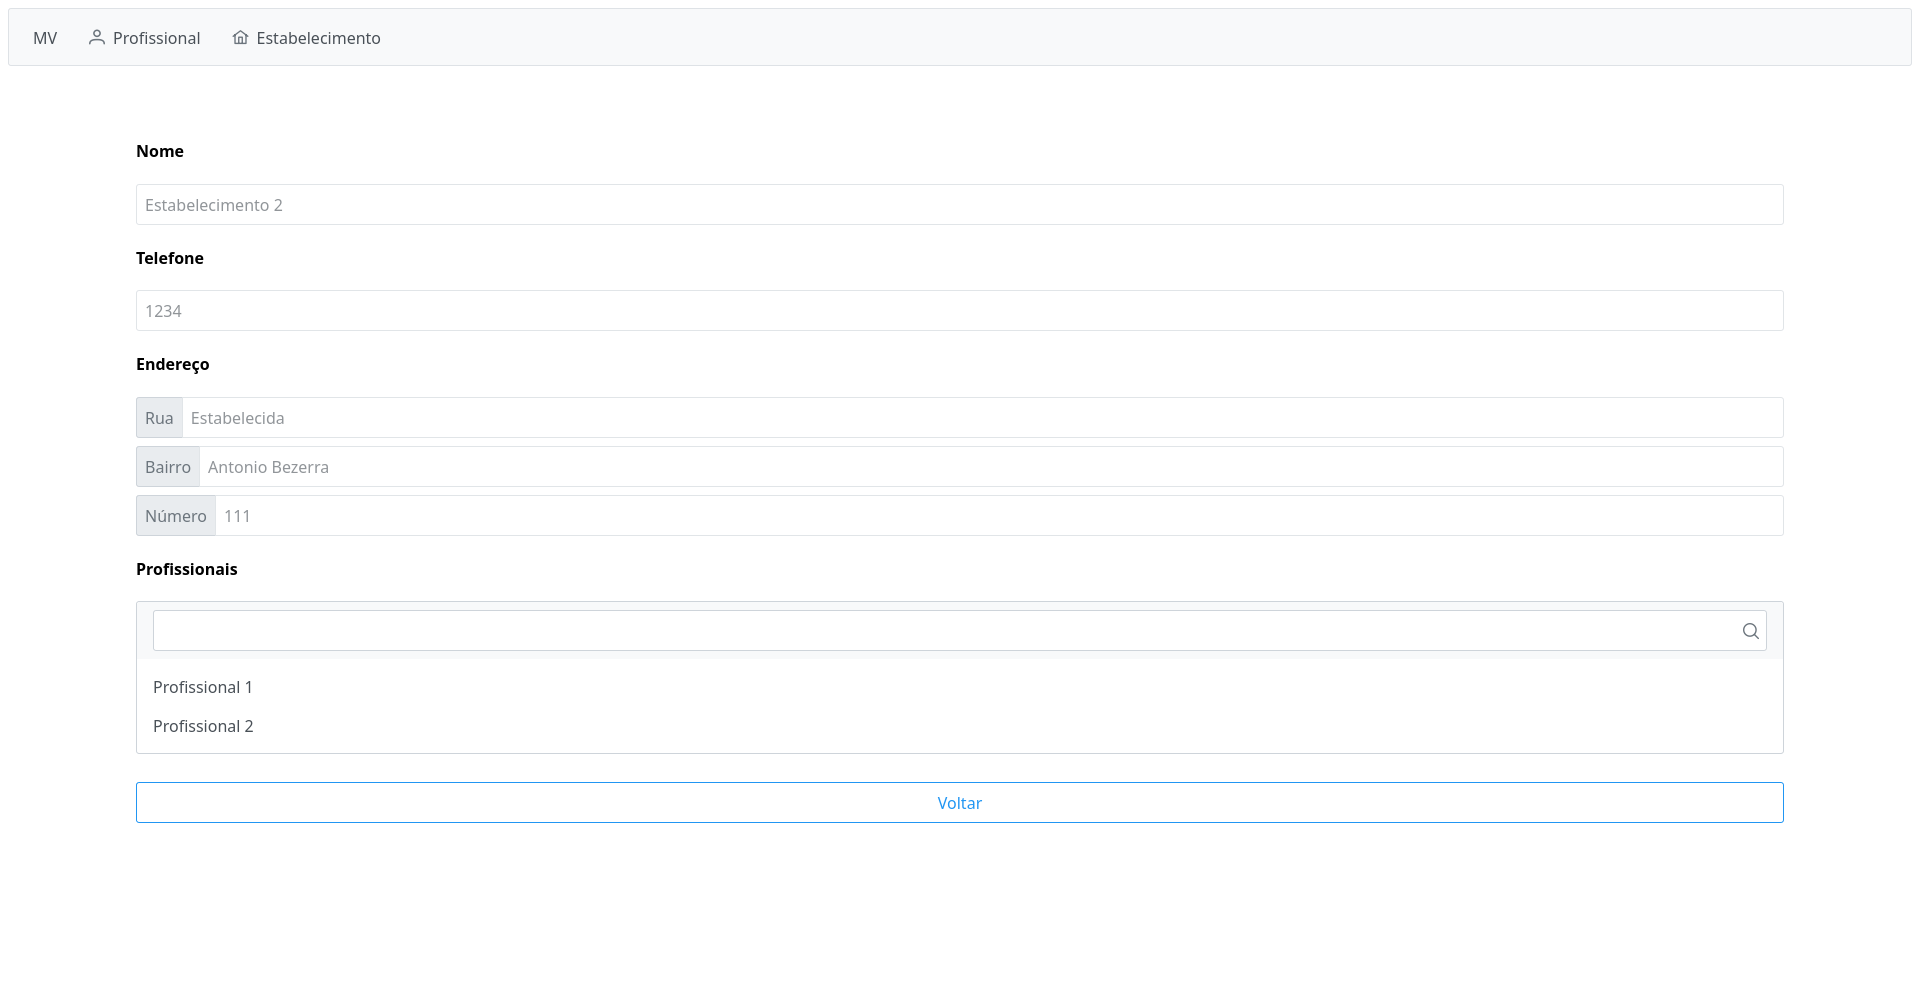 MV Profissional Estabelecimento
Nome
Estabelecimento 2
Telefone
1234
Endereço
Rua Estabelecida
Bairro Antonio Bezerra
Número 111
Profissionais
Profissional 1
Profissional 2
Voltar